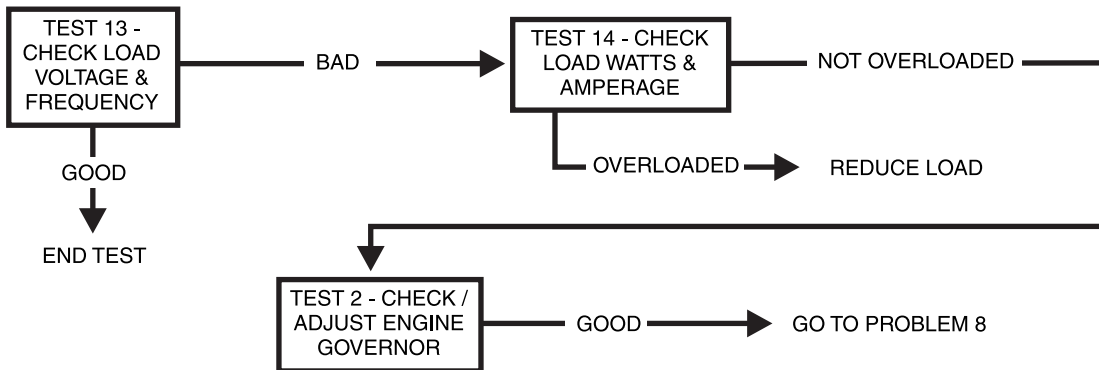 TEST 13 -
CHECK LOAD
VOLTAGE &
FREQUENCY
BAD
TEST 14 - CHECK
LOAD WATTS &
AMPERAGE
NOT OVERLOADED
GOOD
OVERLOADED
REDUCE LOAD
END TEST
TEST 2 - CHECK /
ADJUST ENGINE
GOVERNOR
GOOD
GO TO PROBLEM 8